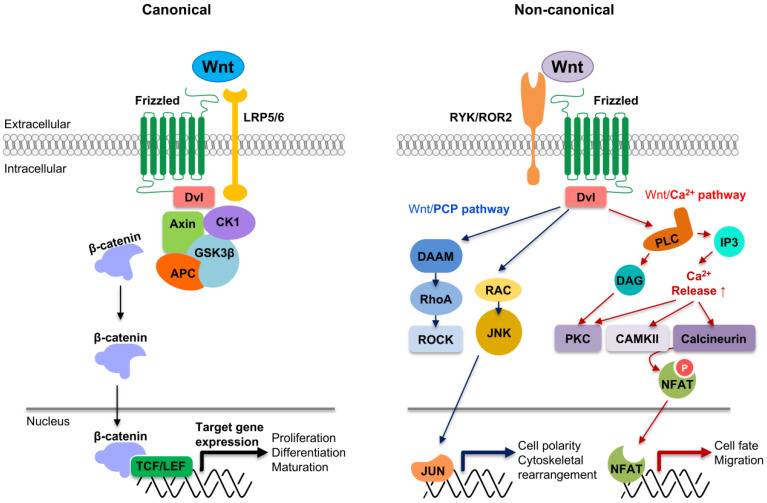 Canonical
Wnt
Frizzled
LRP5/6
Extracellular
Intracellular
Dvl
Axin
CK1
GSK3β
APC
β-catenin
β-catenin
Nucleus
β-catenin
TCF/LEF
Target gene
expression
Proliferation
Differentiation
Maturation
Non-canonical
Wnt
RYK/ROR2
Frizzled
Dvl
Wnt/PCP pathway
Wnt/Ca²⁺ pathway
DAAM
RhoA
ROCK
RAC
JNK
PLC
IP3
DAG
Ca²⁺
Release ↑
PKC
CAMKII
Calcineurin
P
NFAT
JUN
Cell polarity
Cytoskeletal
rearrangement
NFAT
Cell fate
Migration